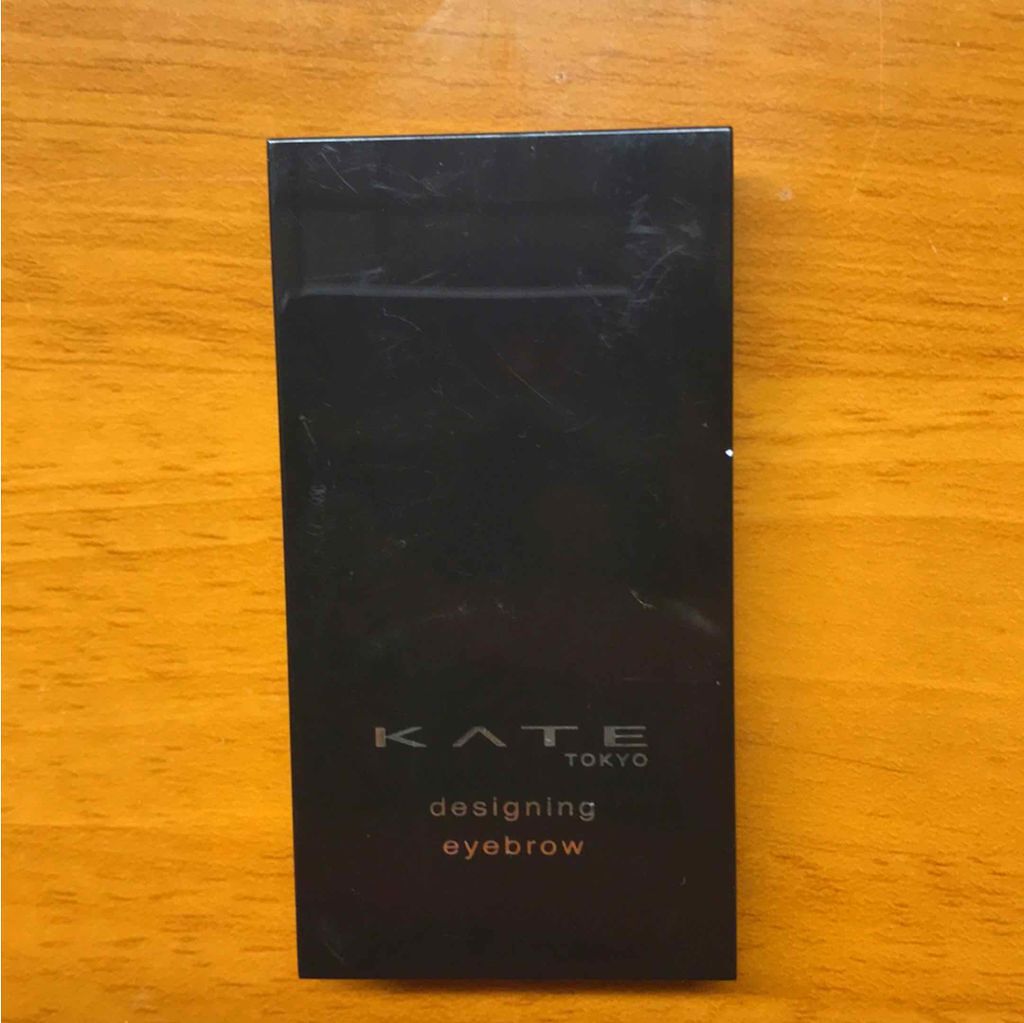 KATE
TOKYO
designing
eyebrow